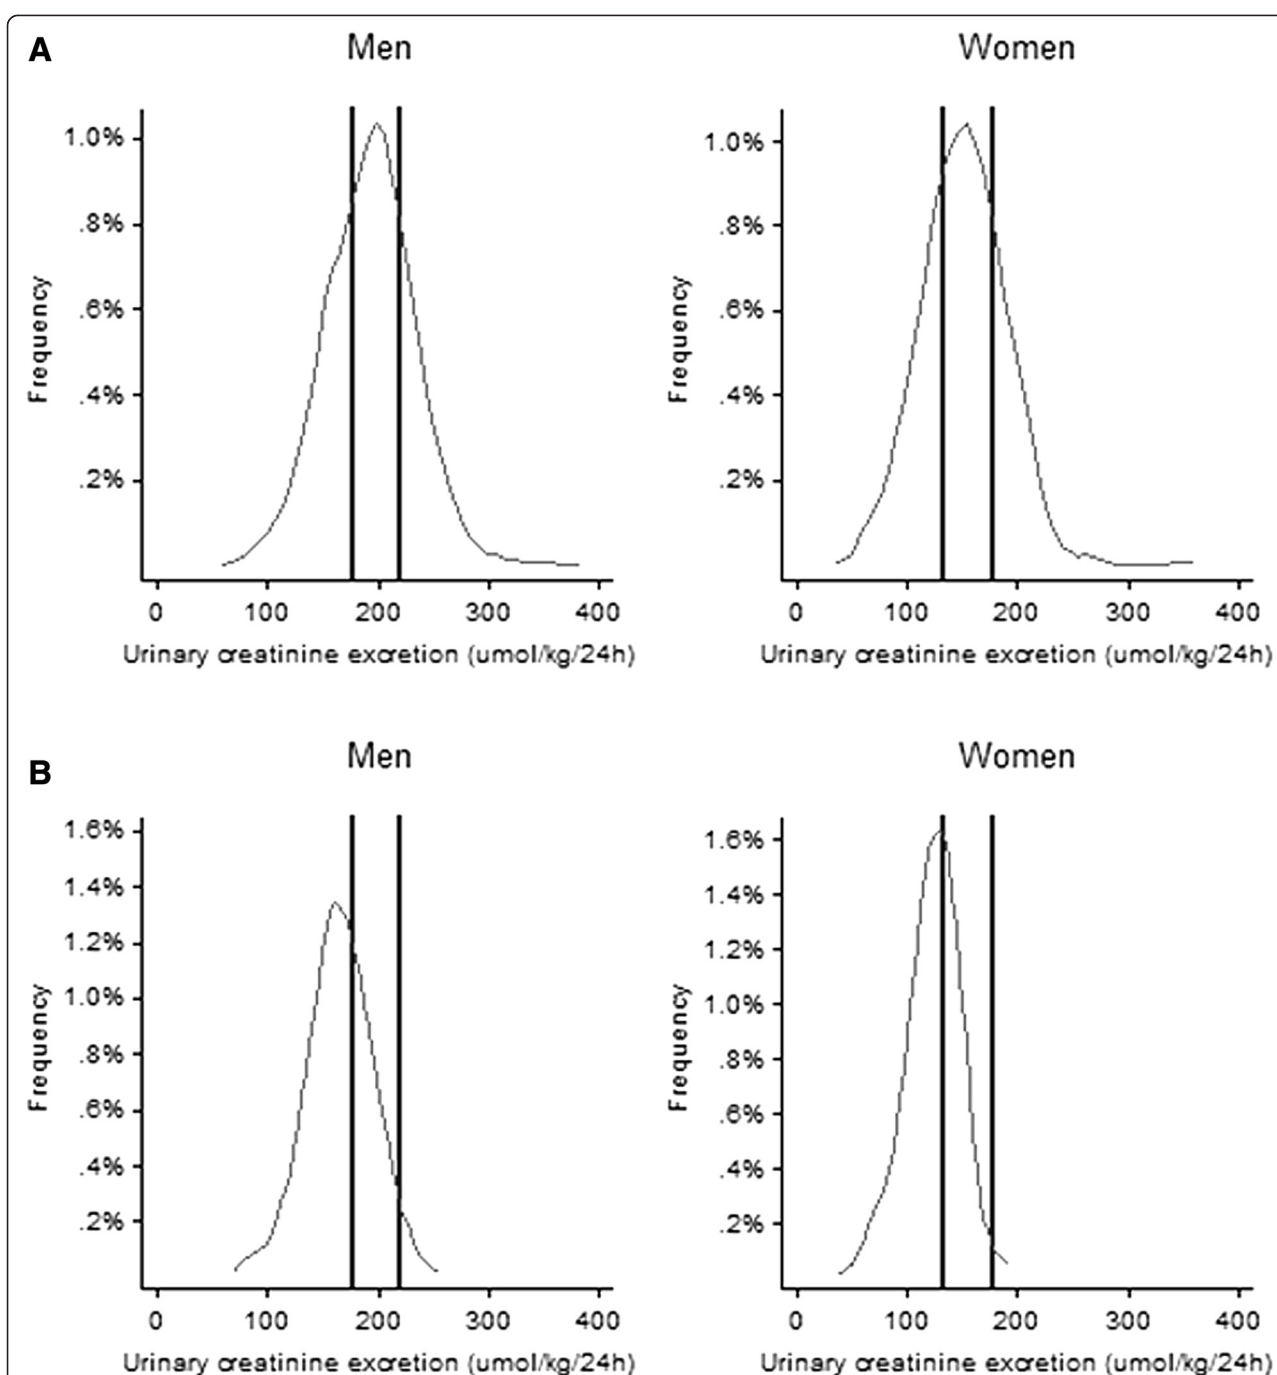 A
Men
Women
1.0%
.8%
.6%
.4%
.2%
Frequency
0 100 200 300 400
Urinary creatinine excretion (umol/kg/24h)
1.0%
.8%
.6%
.4%
.2%
Frequency
0 100 200 300 400
Urinary creatinine excretion (umol/kg/24h)
B
Men
Women
1.6%
1.4%
1.2%
1.0%
.8%
.6%
.4%
.2%
Frequency
0 100 200 300 400
Urinary creatinine excretion (umol/kg/24h)
1.6%
1.4%
1.2%
1.0%
.8%
.6%
.4%
.2%
Frequency
0 100 200 300 400
Urinary creatinine excretion (umol/kg/24h)